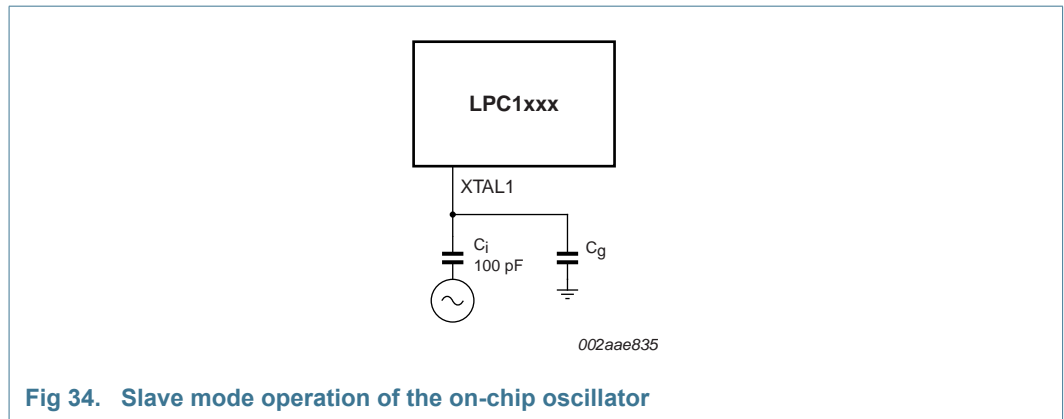 LPC1xxx
XTAL1
Ci
100 pF
Cg
002aae835
Fig 34. Slave mode operation of the on-chip oscillator